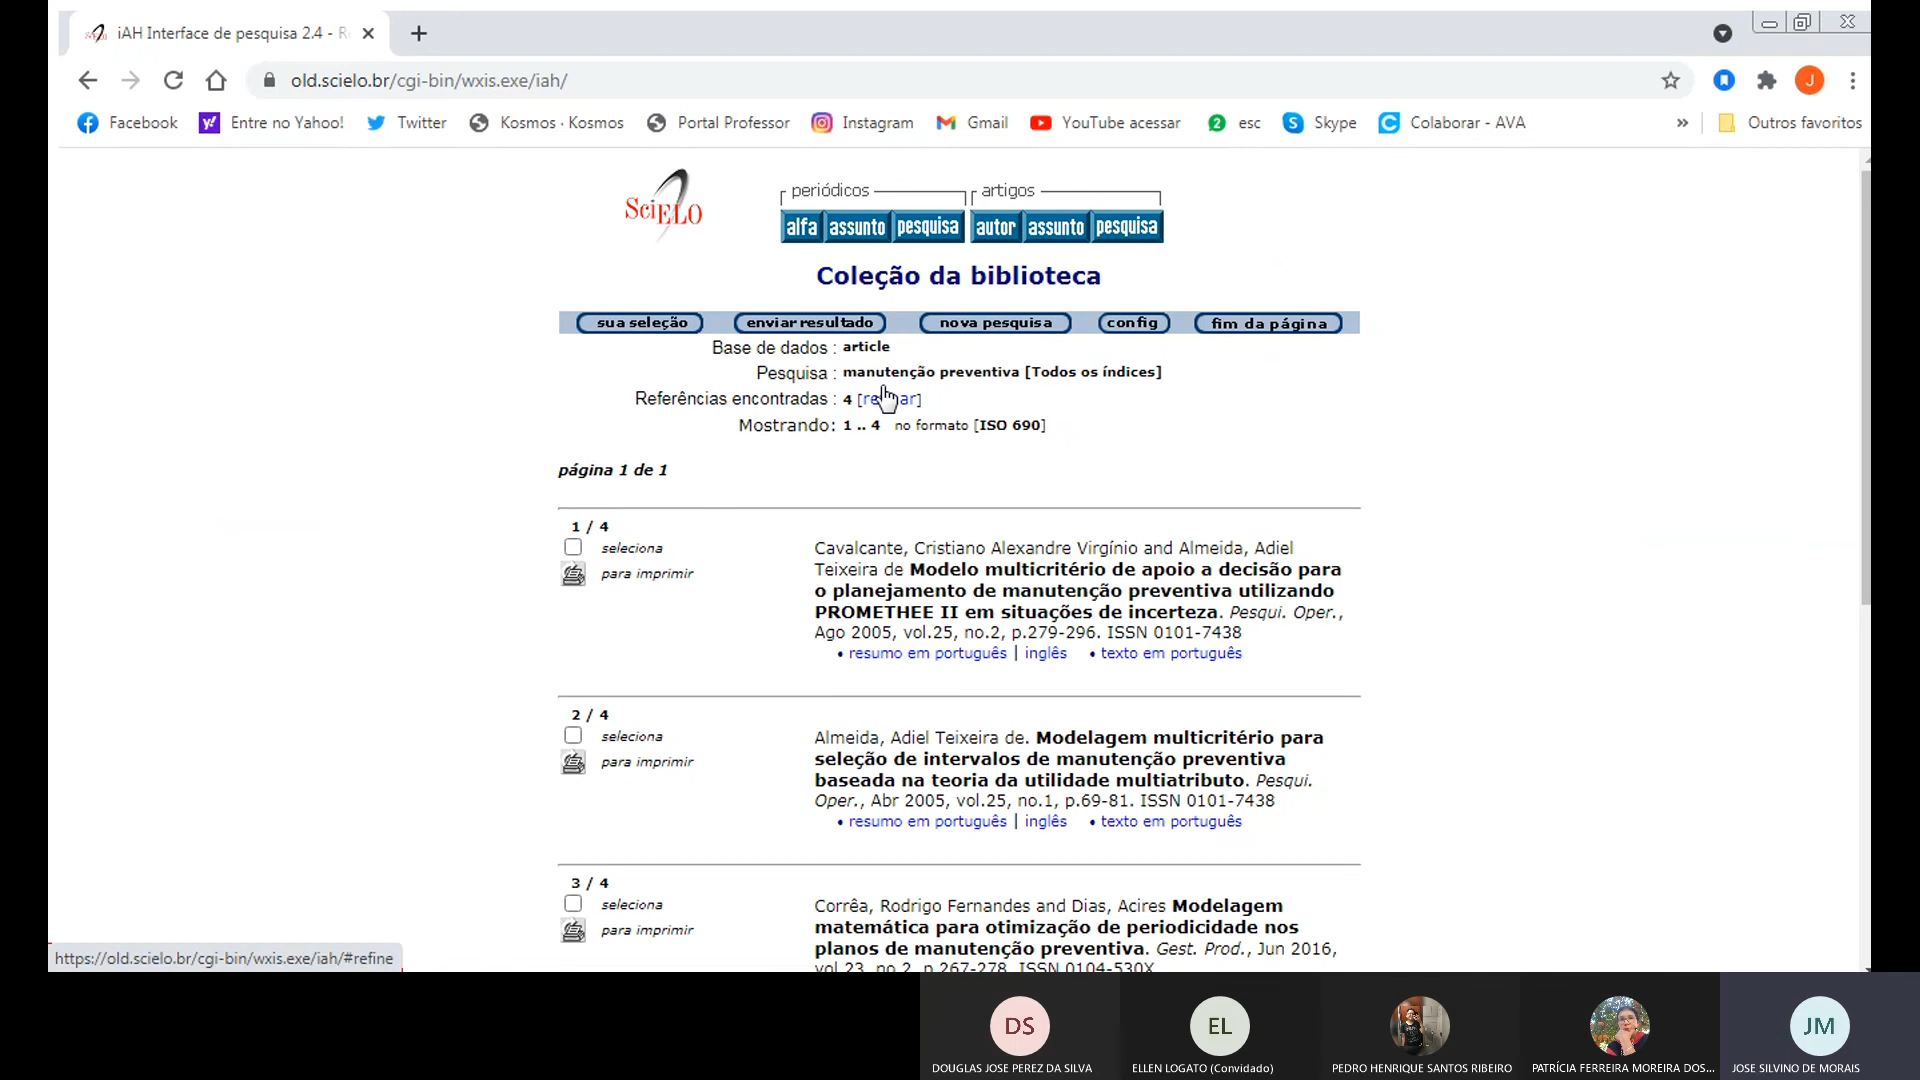 iAH Interface de pesquisa 2.4 - R
old.scielo.br/cgi-bin/wxis.exe/iah/
Facebook
Entre no Yahoo!
Twitter
Kosmos · Kosmos
Portal Professor
Instagram
Gmail
YouTube acessar
2 esc
Skype
Colaborar - AVA
»
Outros favoritos
J
SciELO
periódicos
artigos
alfa assunto pesquisa autor assunto pesquisa
Coleção da biblioteca
sua seleção enviar resultado nova pesquisa config fim da página
Base de dados : article
Pesquisa : manutenção preventiva [Todos os índices]
Referências encontradas : 4 [re ar]
Mostrando: 1 .. 4 no formato [ISO 690]
página 1 de 1
1 / 4
seleciona
para imprimir
Cavalcante, Cristiano Alexandre Virgínio and Almeida, Adiel
Teixeira de Modelo multicritério de apoio a decisão para
o planejamento de manutenção preventiva utilizando
PROMETHEE II em situações de incerteza. Pesqui. Oper.,
Ago 2005, vol.25, no.2, p.279-296. ISSN 0101-7438
• resumo em português | inglês • texto em português
2 / 4
seleciona
para imprimir
Almeida, Adiel Teixeira de. Modelagem multicritério para
seleção de intervalos de manutenção preventiva
baseada na teoria da utilidade multiatributo. Pesqui.
Oper., Abr 2005, vol.25, no.1, p.69-81. ISSN 0101-7438
• resumo em português | inglês • texto em português
3 / 4
seleciona
para imprimir
Corrêa, Rodrigo Fernandes and Dias, Acires Modelagem
matemática para otimização de periodicidade nos
planos de manutenção preventiva. Gest. Prod., Jun 2016,
vol.23, no.2, p.267-278. ISSN 0104-530X
https://old.scielo.br/cgi-bin/wxis.exe/iah/#refine
DS
EL
JM
DOUGLAS JOSE PEREZ DA SILVA
ELLEN LOGATO (Convidado)
PEDRO HENRIQUE SANTOS RIBEIRO
PATRÍCIA FERREIRA MOREIRA DOS...
JOSE SILVINO DE MORAIS